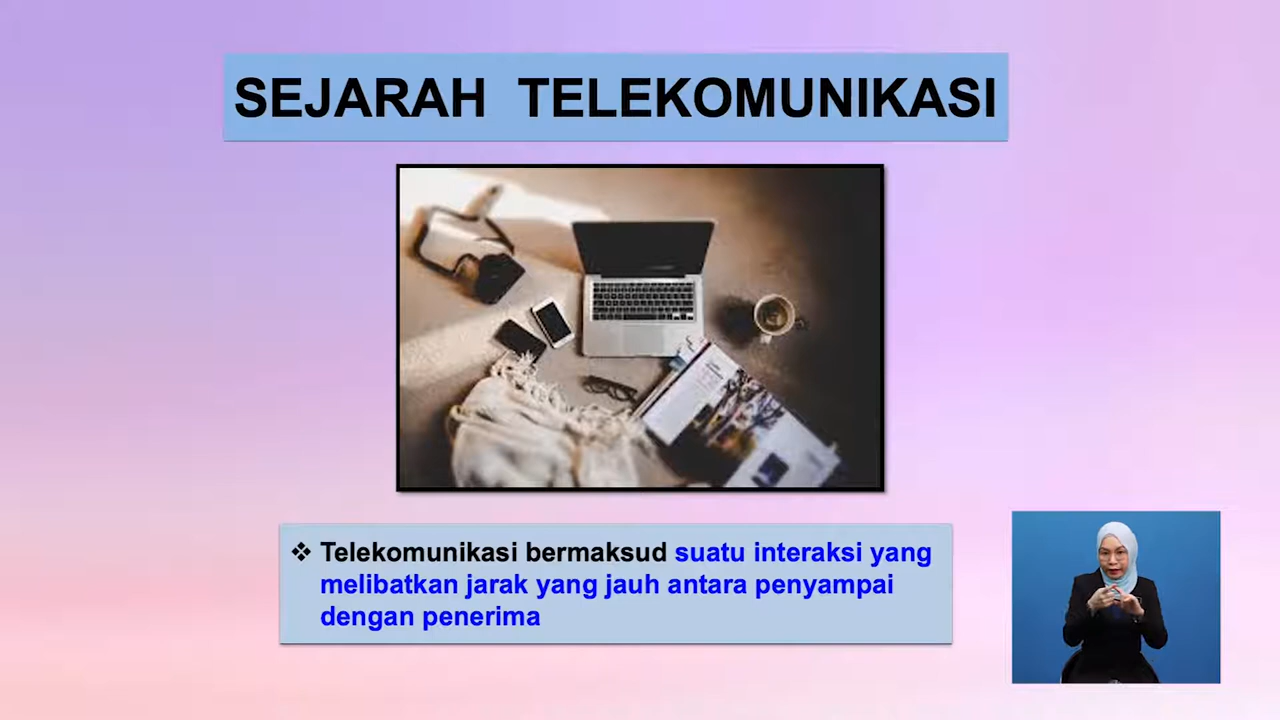 SEJARAH TELEKOMUNIKASI
❖ Telekomunikasi bermaksud suatu interaksi yang
melibatkan jarak yang jauh antara penyampai
dengan penerima